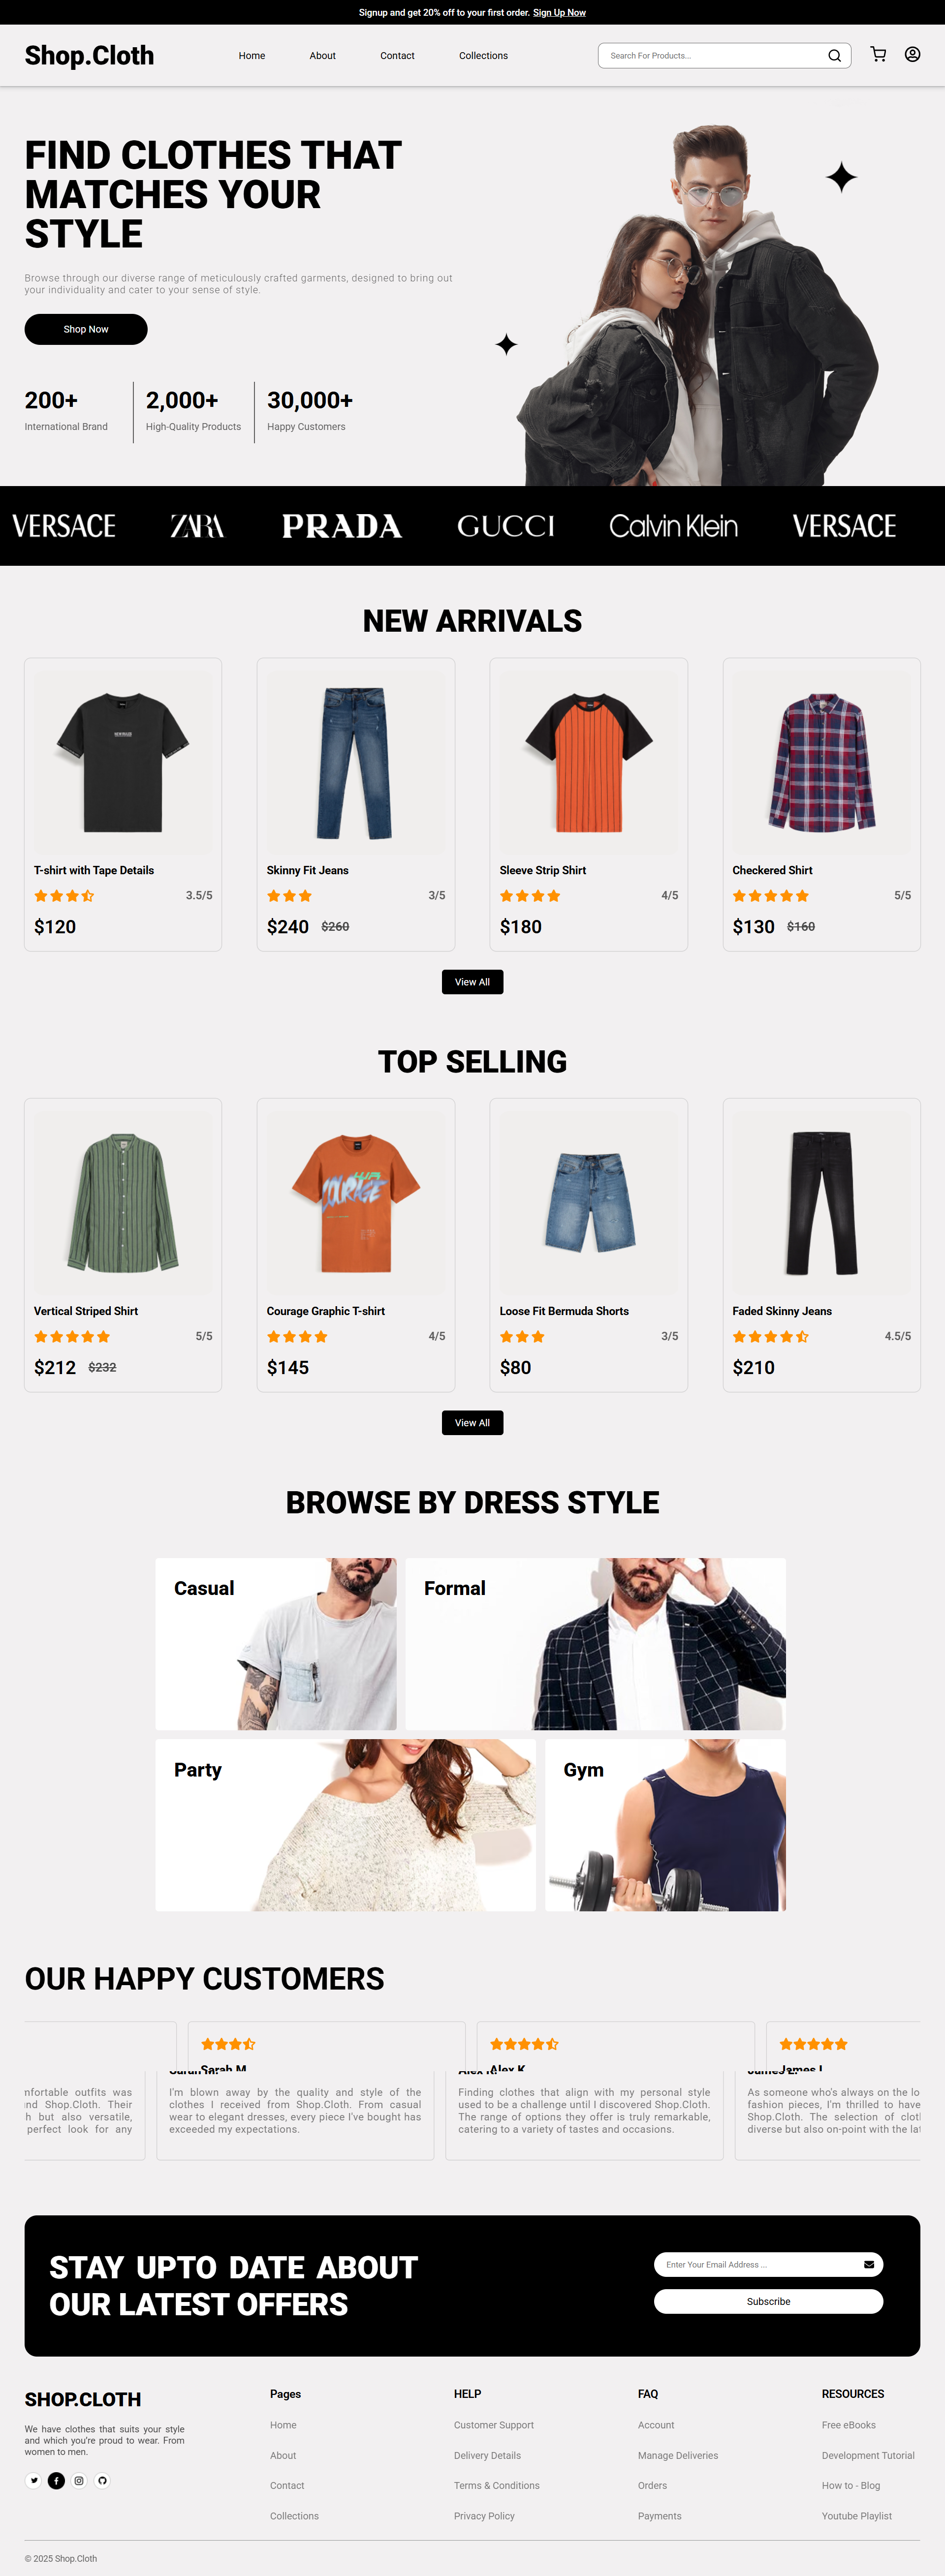 Signup and get 20% off to your first order. Sign Up Now
Shop.Cloth
Home
About
Contact
Collections
Search For Products...
FIND CLOTHES THAT
MATCHES YOUR
STYLE
Browse through our diverse range of meticulously crafted garments, designed to bring out
your individuality and cater to your sense of style.
Shop Now
200+
International Brand
2,000+
High-Quality Products
30,000+
Happy Customers
VERSACE
ZARA
PRADA
GUCCI
Calvin Klein
VERSACE
NEW ARRIVALS
T-shirt with Tape Details
3.5/5
$120
Skinny Fit Jeans
3/5
$240 $260
Sleeve Strip Shirt
4/5
$180
Checkered Shirt
5/5
$130 $160
View All
TOP SELLING
Vertical Striped Shirt
5/5
$212 $232
COURAGE
Courage Graphic T-shirt
4/5
$145
Loose Fit Bermuda Shorts
3/5
$80
Faded Skinny Jeans
4.5/5
$210
View All
BROWSE BY DRESS STYLE
Casual
Formal
Party
Gym
OUR HAPPY CUSTOMERS
Sarah M.
Alex K.
James L.
mfortable outfits was
nd Shop.Cloth. Their
h but also versatile,
perfect look for any
Sarah M.
I'm blown away by the quality and style of the
clothes I received from Shop.Cloth. From casual
wear to elegant dresses, every piece I've bought has
exceeded my expectations.
Alex K.
Finding clothes that align with my personal style
used to be a challenge until I discovered Shop.Cloth.
The range of options they offer is truly remarkable,
catering to a variety of tastes and occasions.
James L.
As someone who's always on the lo
fashion pieces, I'm thrilled to have
Shop.Cloth. The selection of clot
diverse but also on-point with the lat
STAY UPTO DATE ABOUT
OUR LATEST OFFERS
Enter Your Email Address ...
Subscribe
SHOP.CLOTH
We have clothes that suits your style
and which you're proud to wear. From
women to men.
Pages
Home
About
Contact
Collections
HELP
Customer Support
Delivery Details
Terms & Conditions
Privacy Policy
FAQ
Account
Manage Deliveries
Orders
Payments
RESOURCES
Free eBooks
Development Tutorial
How to - Blog
Youtube Playlist
© 2025 Shop.Cloth